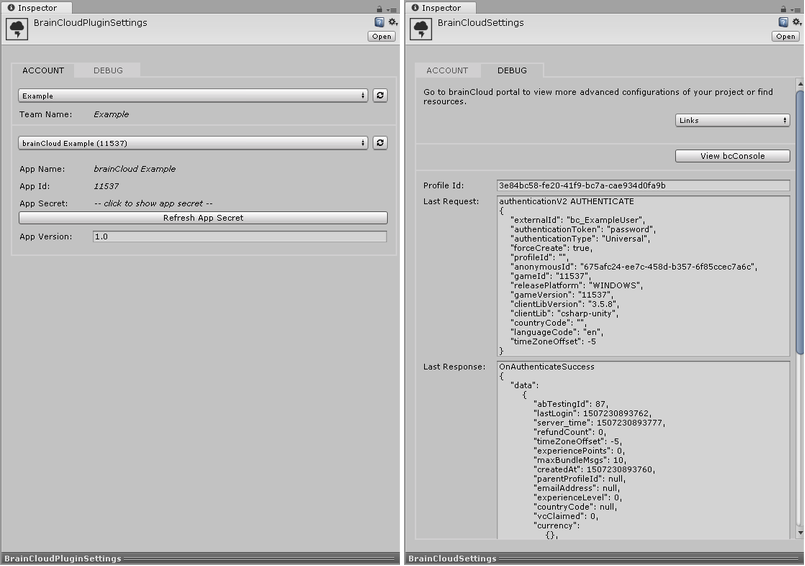 Inspector
BrainCloudPluginSettings
Open
ACCOUNT DEBUG
Example
Team Name: Example
brainCloud Example (11537)
App Name: brainCloud Example
App Id: 11537
App Secret: -- click to show app secret --
Refresh App Secret
App Version: 1.0
BrainCloudPluginSettings
Inspector
BrainCloudSettings
Open
ACCOUNT DEBUG
Go to brainCloud portal to view more advanced configurations of your project or find
resources.
Links
View bcConsole
Profile Id: 3e84bc58-fe20-41f9-bc7a-cae934d0fa9b
Last Request: authenticationV2 AUTHENTICATE
{
"externalId": "bc_ExampleUser",
"authenticationToken": "password",
"authenticationType": "Universal",
"forceCreate": true,
"profileId": "",
"anonymousId": "675afc24-ee7c-458d-b357-6f85ccec7a6c",
"gameId": "11537",
"releasePlatform": "WINDOWS",
"gameVersion": "11537",
"clientLibVersion": "3.5.8",
"clientLib": "csharp-unity",
"countryCode": "",
"languageCode": "en",
"timeZoneOffset": -5
}
Last Response: OnAuthenticateSuccess
{
"data":
{
"abTestingId": 87,
"lastLogin": 1507230893762,
"server_time": 1507230893777,
"refundCount": 0,
"timeZoneOffset": -5,
"experiencePoints": 0,
"maxBundleMsgs": 10,
"createdAt": 1507230893760,
"parentProfileId": null,
"emailAddress": null,
"experienceLevel": 0,
"countryCode": null,
"vcClaimed": 0,
"currency":
{},
BrainCloudSettings